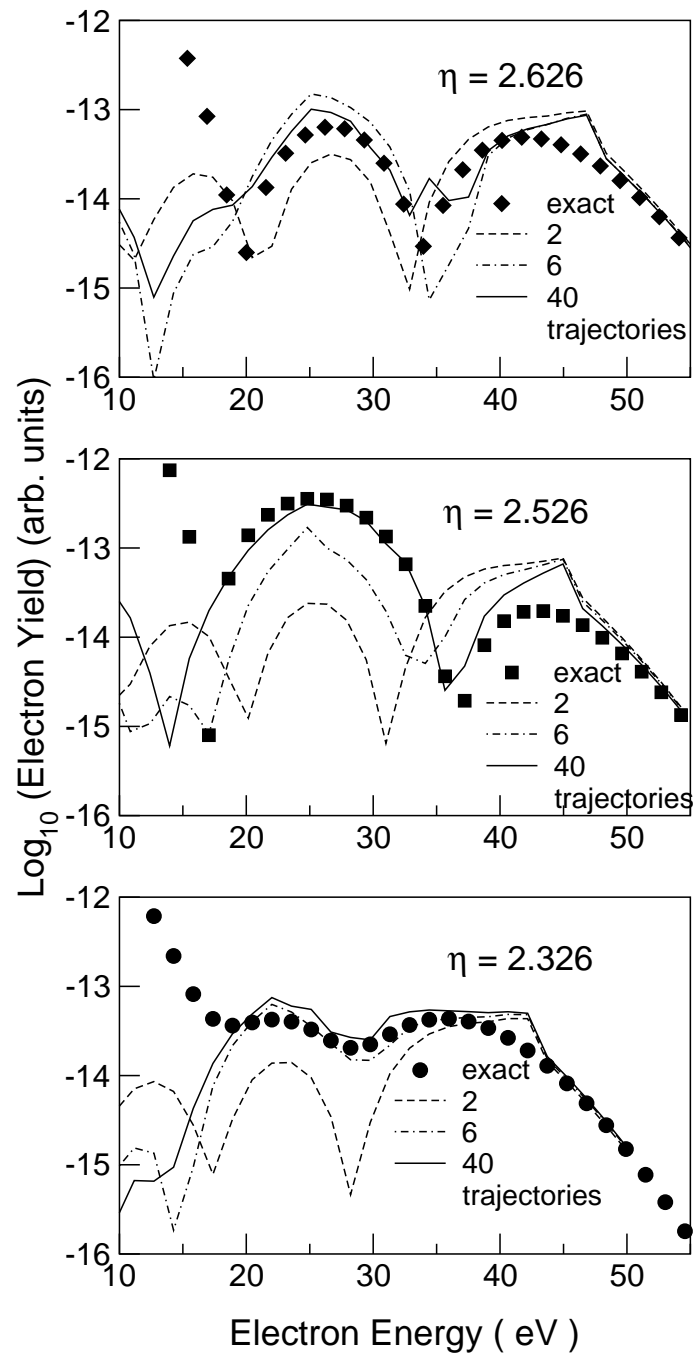 Log10 (Electron Yield) (arb. units)
-12
-13
-14
-15
-16
η = 2.626
exact
2
6
40
trajectories
10 20 30 40 50
-12
-13
-14
-15
-16
η = 2.526
exact
2
6
40
trajectories
10 20 30 40 50
-12
-13
-14
-15
-16
η = 2.326
exact
2
6
40
trajectories
10 20 30 40 50
Electron Energy ( eV )